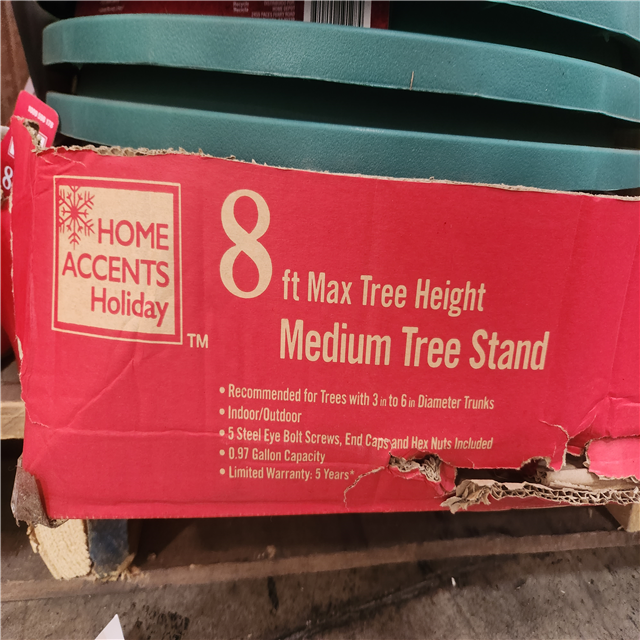 HOME
ACCENTS
Holiday
TM
8
ft Max Tree Height
Medium Tree Stand
• Recommended for Trees with 3 in to 6 in Diameter Trunks
• Indoor/Outdoor
• 5 Steel Eye Bolt Screws, End Caps and Hex Nuts Included
• 0.97 Gallon Capacity
• Limited Warranty: 5 Years*